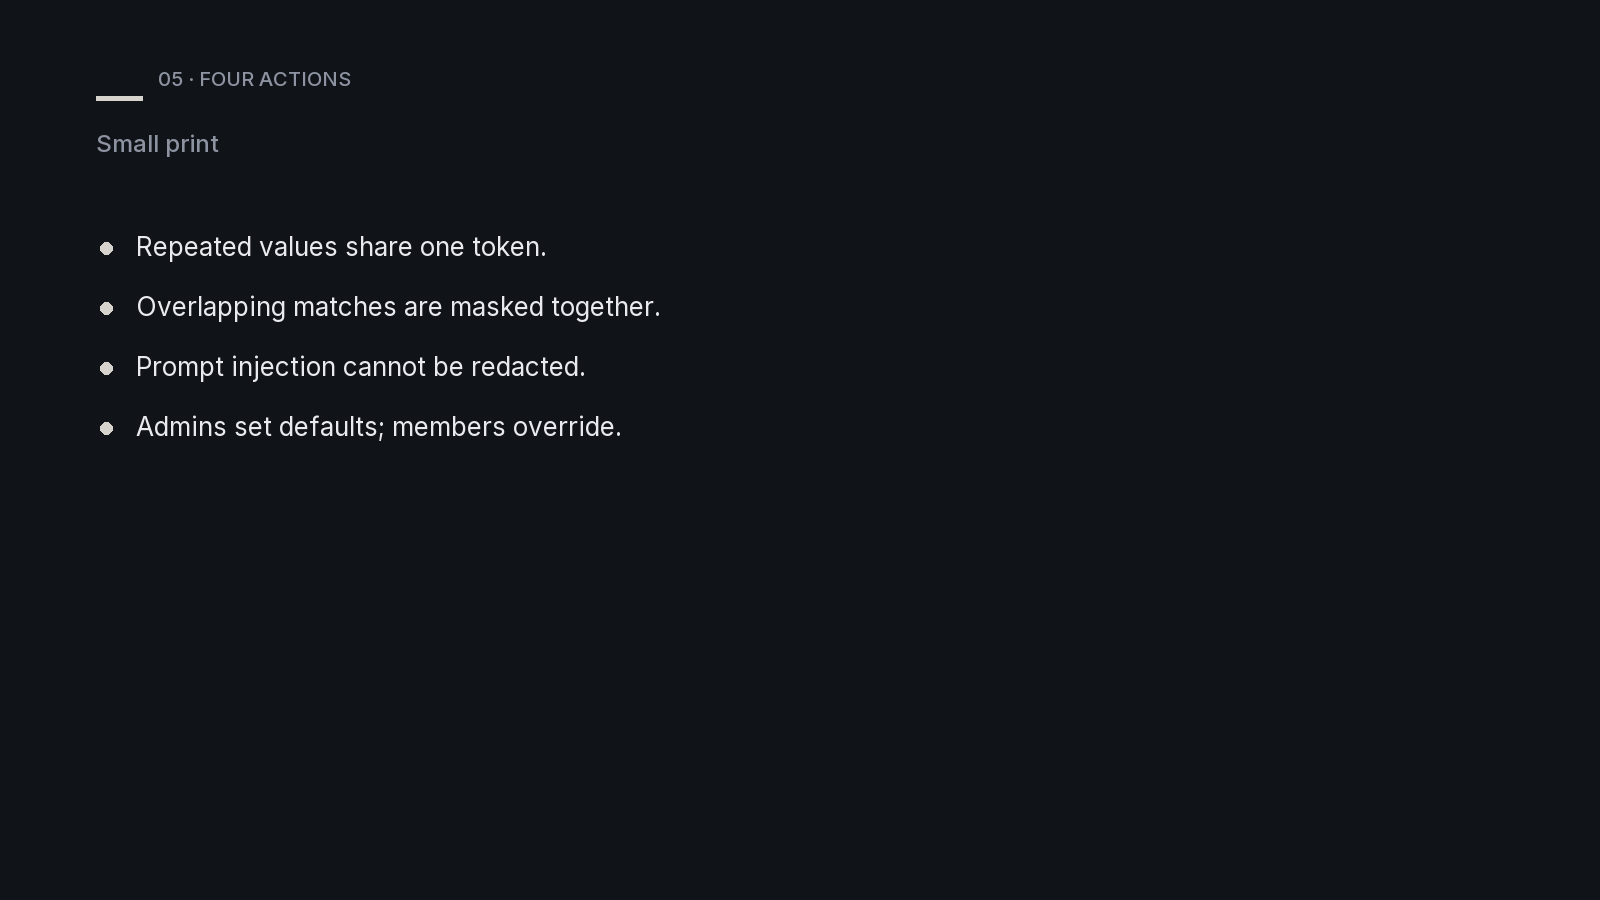 05 · FOUR ACTIONS
Small print
Repeated values share one token.
Overlapping matches are masked together.
Prompt injection cannot be redacted.
Admins set defaults; members override.